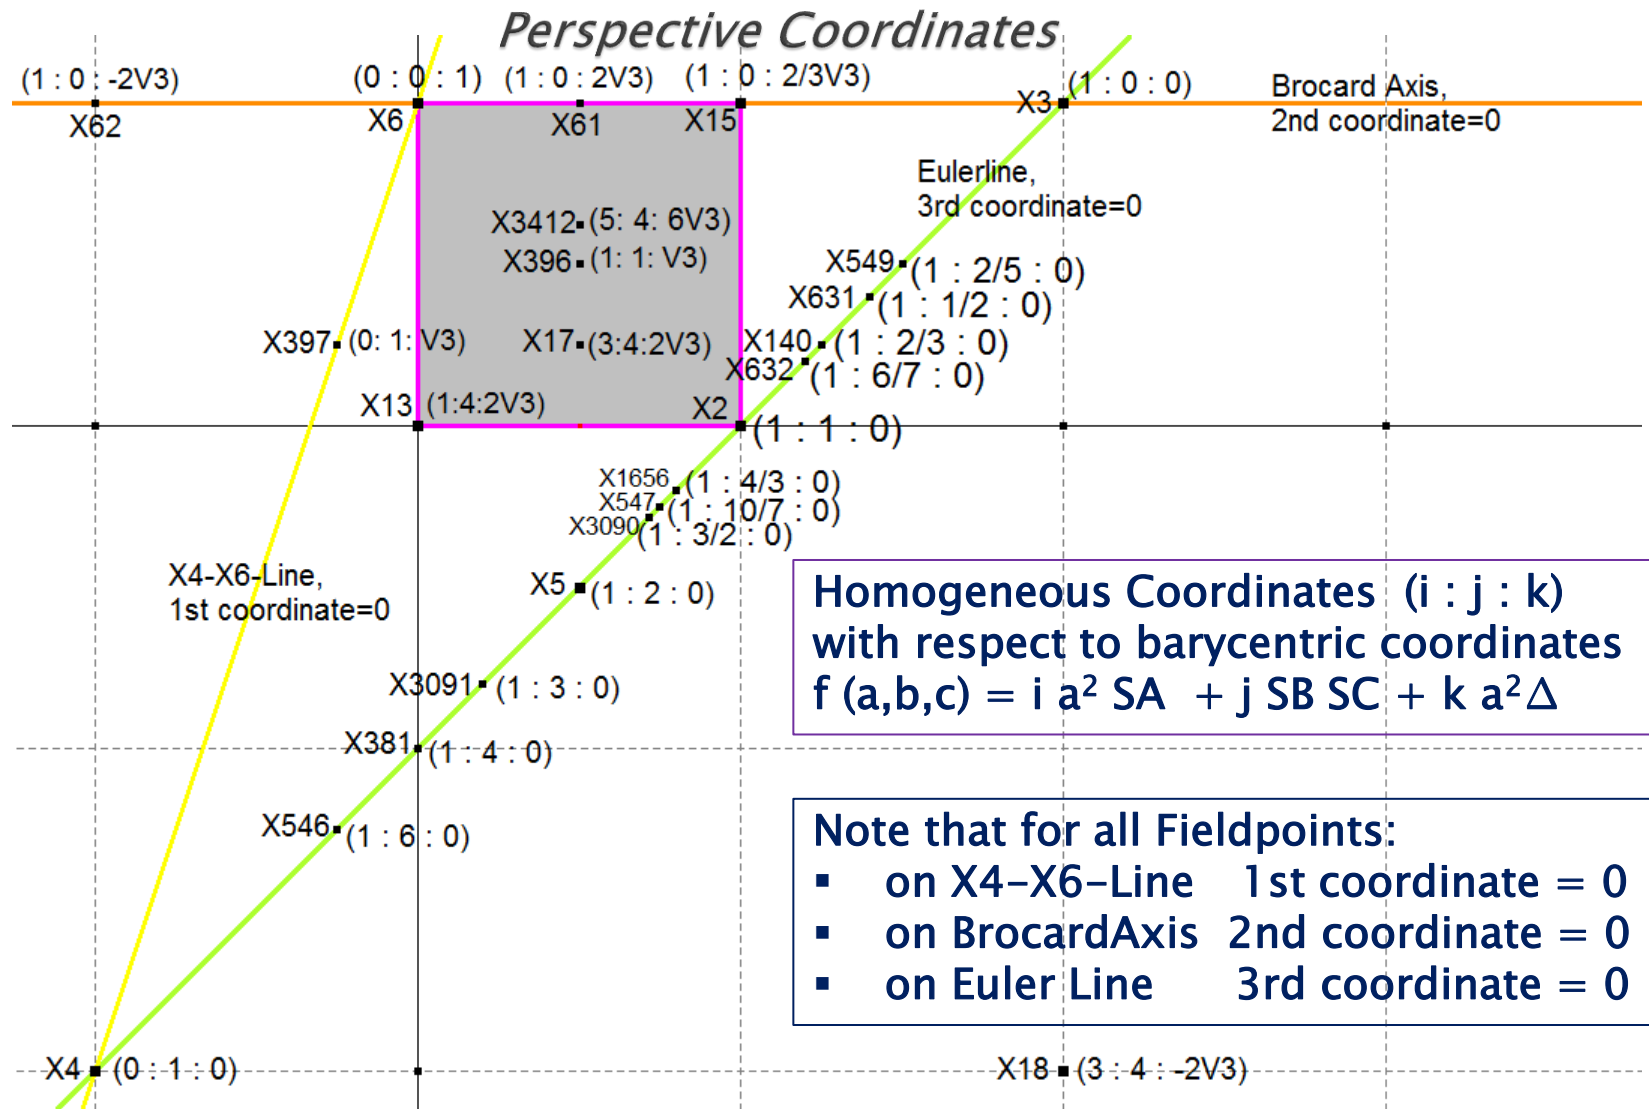 Perspective Coordinates
(1 : 0 : -2V3)
(0 : 0 : 1)
(1 : 0 : 2V3)
(1 : 0 : 2/3V3)
(1 : 0 : 0)
X62
X6
X61
X15
X3
Brocard Axis,
2nd coordinate=0
Eulerline,
3rd coordinate=0
X3412 (5: 4: 6V3)
X396 (1: 1: V3)
X549 (1 : 2/5 : 0)
X631 (1 : 1/2 : 0)
X397 (0: 1: V3)
X17 (3:4:2V3)
X140 (1 : 2/3 : 0)
X632 (1 : 6/7 : 0)
X13 (1:4:2V3)
X2 (1 : 1 : 0)
X1656 (1 : 4/3 : 0)
X547 (1 : 10/7 : 0)
X3090 (1 : 3/2 : 0)
X4-X6-Line,
1st coordinate=0
X5 (1 : 2 : 0)
X3091 (1 : 3 : 0)
X381 (1 : 4 : 0)
X546 (1 : 6 : 0)
Homogeneous Coordinates (i : j : k)
with respect to barycentric coordinates
f (a,b,c) = i a² SA + j SB SC + k a²Δ
Note that for all Fieldpoints:
▪ on X4-X6-Line 1st coordinate = 0
▪ on BrocardAxis 2nd coordinate = 0
▪ on Euler Line 3rd coordinate = 0
X4 (0 : 1 : 0)
X18 (3 : 4 : -2V3)